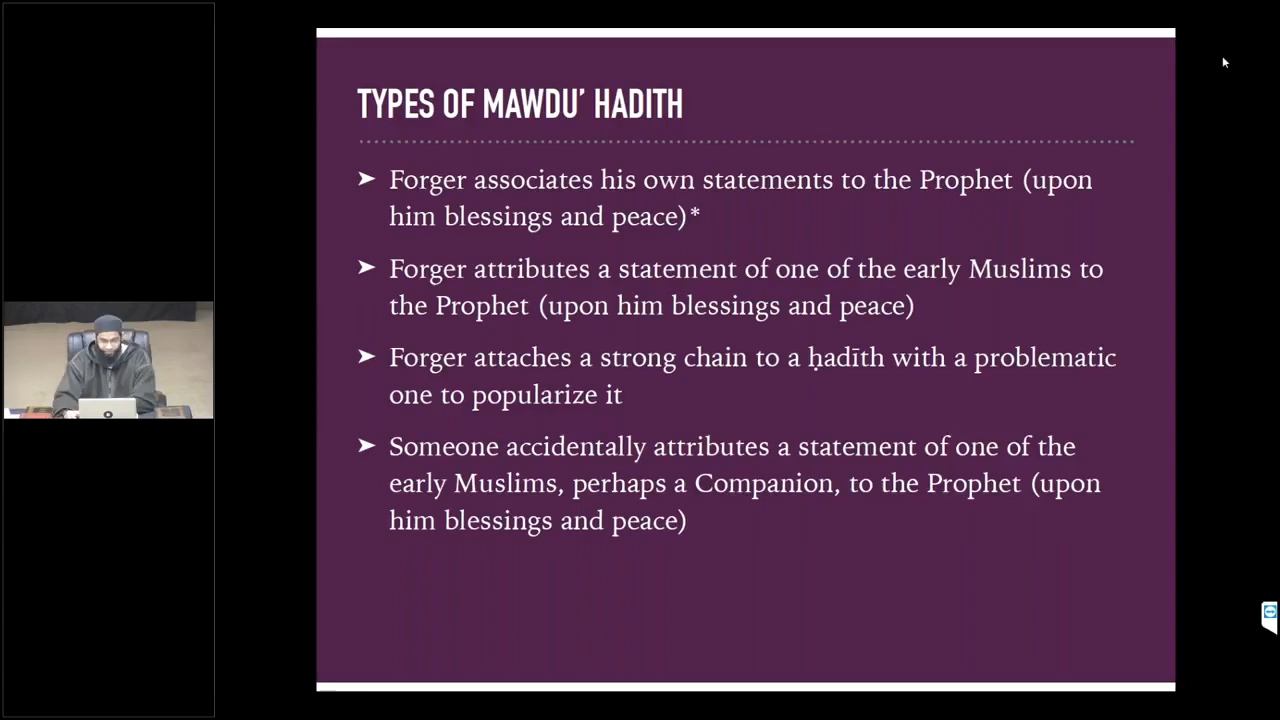 TYPES OF MAWDU’ HADITH
➤ Forger associates his own statements to the Prophet (upon
him blessings and peace)*
➤ Forger attributes a statement of one of the early Muslims to
the Prophet (upon him blessings and peace)
➤ Forger attaches a strong chain to a ḥadīth with a problematic
one to popularize it
➤ Someone accidentally attributes a statement of one of the
early Muslims, perhaps a Companion, to the Prophet (upon
him blessings and peace)